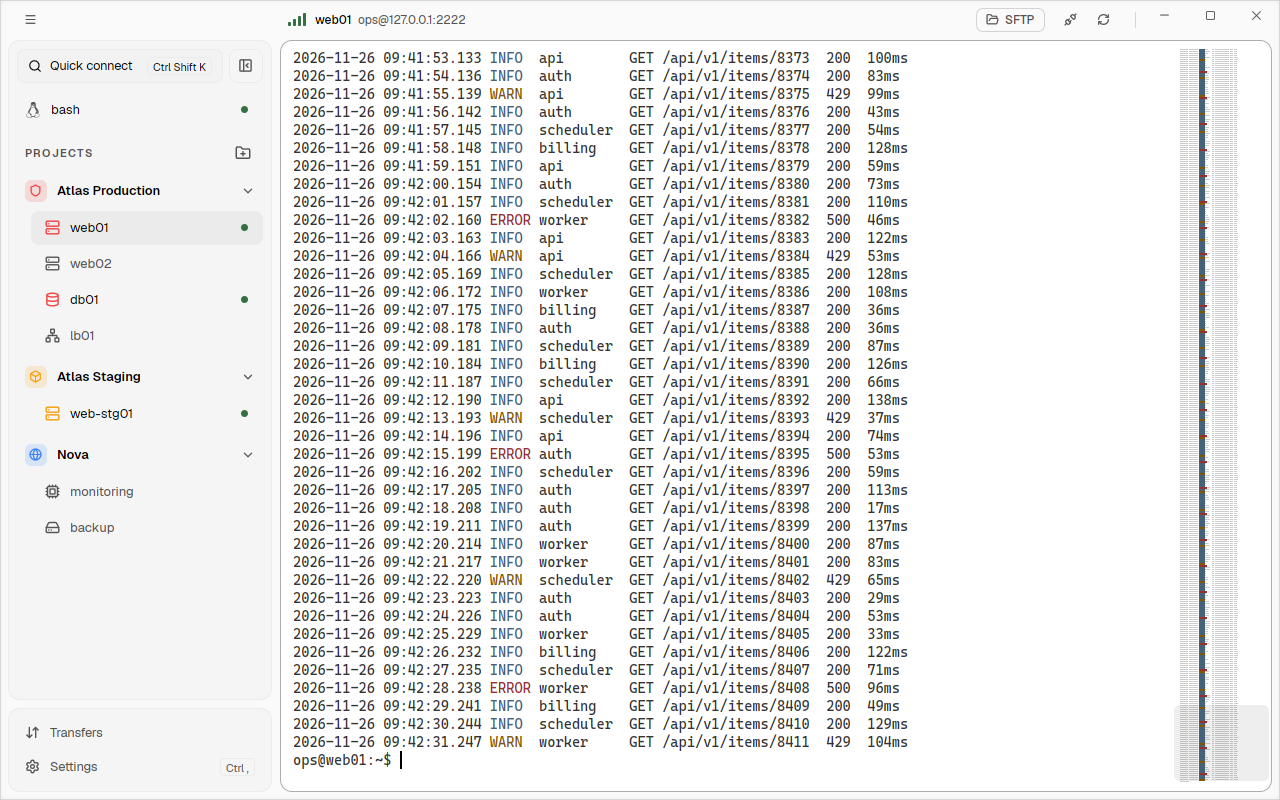 web01 ops@127.0.0.1:2222
SFTP
Quick connect Ctrl Shift K
bash
PROJECTS
Atlas Production
web01
web02
db01
lb01
Atlas Staging
web-stg01
Nova
monitoring
backup
Transfers
Settings Ctrl ,
2026-11-26 09:41:53.133 INFO api GET /api/v1/items/8373 200 100ms
2026-11-26 09:41:54.136 INFO auth GET /api/v1/items/8374 200 83ms
2026-11-26 09:41:55.139 WARN api GET /api/v1/items/8375 429 99ms
2026-11-26 09:41:56.142 INFO auth GET /api/v1/items/8376 200 43ms
2026-11-26 09:41:57.145 INFO scheduler GET /api/v1/items/8377 200 54ms
2026-11-26 09:41:58.148 INFO billing GET /api/v1/items/8378 200 128ms
2026-11-26 09:41:59.151 INFO api GET /api/v1/items/8379 200 59ms
2026-11-26 09:42:00.154 INFO auth GET /api/v1/items/8380 200 73ms
2026-11-26 09:42:01.157 INFO scheduler GET /api/v1/items/8381 200 110ms
2026-11-26 09:42:02.160 ERROR worker GET /api/v1/items/8382 500 46ms
2026-11-26 09:42:03.163 INFO api GET /api/v1/items/8383 200 122ms
2026-11-26 09:42:04.166 WARN api GET /api/v1/items/8384 429 53ms
2026-11-26 09:42:05.169 INFO scheduler GET /api/v1/items/8385 200 128ms
2026-11-26 09:42:06.172 INFO worker GET /api/v1/items/8386 200 108ms
2026-11-26 09:42:07.175 INFO billing GET /api/v1/items/8387 200 36ms
2026-11-26 09:42:08.178 INFO auth GET /api/v1/items/8388 200 36ms
2026-11-26 09:42:09.181 INFO scheduler GET /api/v1/items/8389 200 87ms
2026-11-26 09:42:10.184 INFO billing GET /api/v1/items/8390 200 126ms
2026-11-26 09:42:11.187 INFO scheduler GET /api/v1/items/8391 200 66ms
2026-11-26 09:42:12.190 INFO api GET /api/v1/items/8392 200 138ms
2026-11-26 09:42:13.193 WARN scheduler GET /api/v1/items/8393 429 37ms
2026-11-26 09:42:14.196 INFO api GET /api/v1/items/8394 200 74ms
2026-11-26 09:42:15.199 ERROR auth GET /api/v1/items/8395 500 53ms
2026-11-26 09:42:16.202 INFO scheduler GET /api/v1/items/8396 200 59ms
2026-11-26 09:42:17.205 INFO auth GET /api/v1/items/8397 200 113ms
2026-11-26 09:42:18.208 INFO auth GET /api/v1/items/8398 200 17ms
2026-11-26 09:42:19.211 INFO auth GET /api/v1/items/8399 200 137ms
2026-11-26 09:42:20.214 INFO worker GET /api/v1/items/8400 200 87ms
2026-11-26 09:42:21.217 INFO worker GET /api/v1/items/8401 200 83ms
2026-11-26 09:42:22.220 WARN scheduler GET /api/v1/items/8402 429 65ms
2026-11-26 09:42:23.223 INFO auth GET /api/v1/items/8403 200 29ms
2026-11-26 09:42:24.226 INFO auth GET /api/v1/items/8404 200 53ms
2026-11-26 09:42:25.229 INFO worker GET /api/v1/items/8405 200 33ms
2026-11-26 09:42:26.232 INFO billing GET /api/v1/items/8406 200 122ms
2026-11-26 09:42:27.235 INFO scheduler GET /api/v1/items/8407 200 71ms
2026-11-26 09:42:28.238 ERROR worker GET /api/v1/items/8408 500 96ms
2026-11-26 09:42:29.241 INFO billing GET /api/v1/items/8409 200 49ms
2026-11-26 09:42:30.244 INFO scheduler GET /api/v1/items/8410 200 129ms
2026-11-26 09:42:31.247 WARN worker GET /api/v1/items/8411 429 104ms
ops@web01:~$